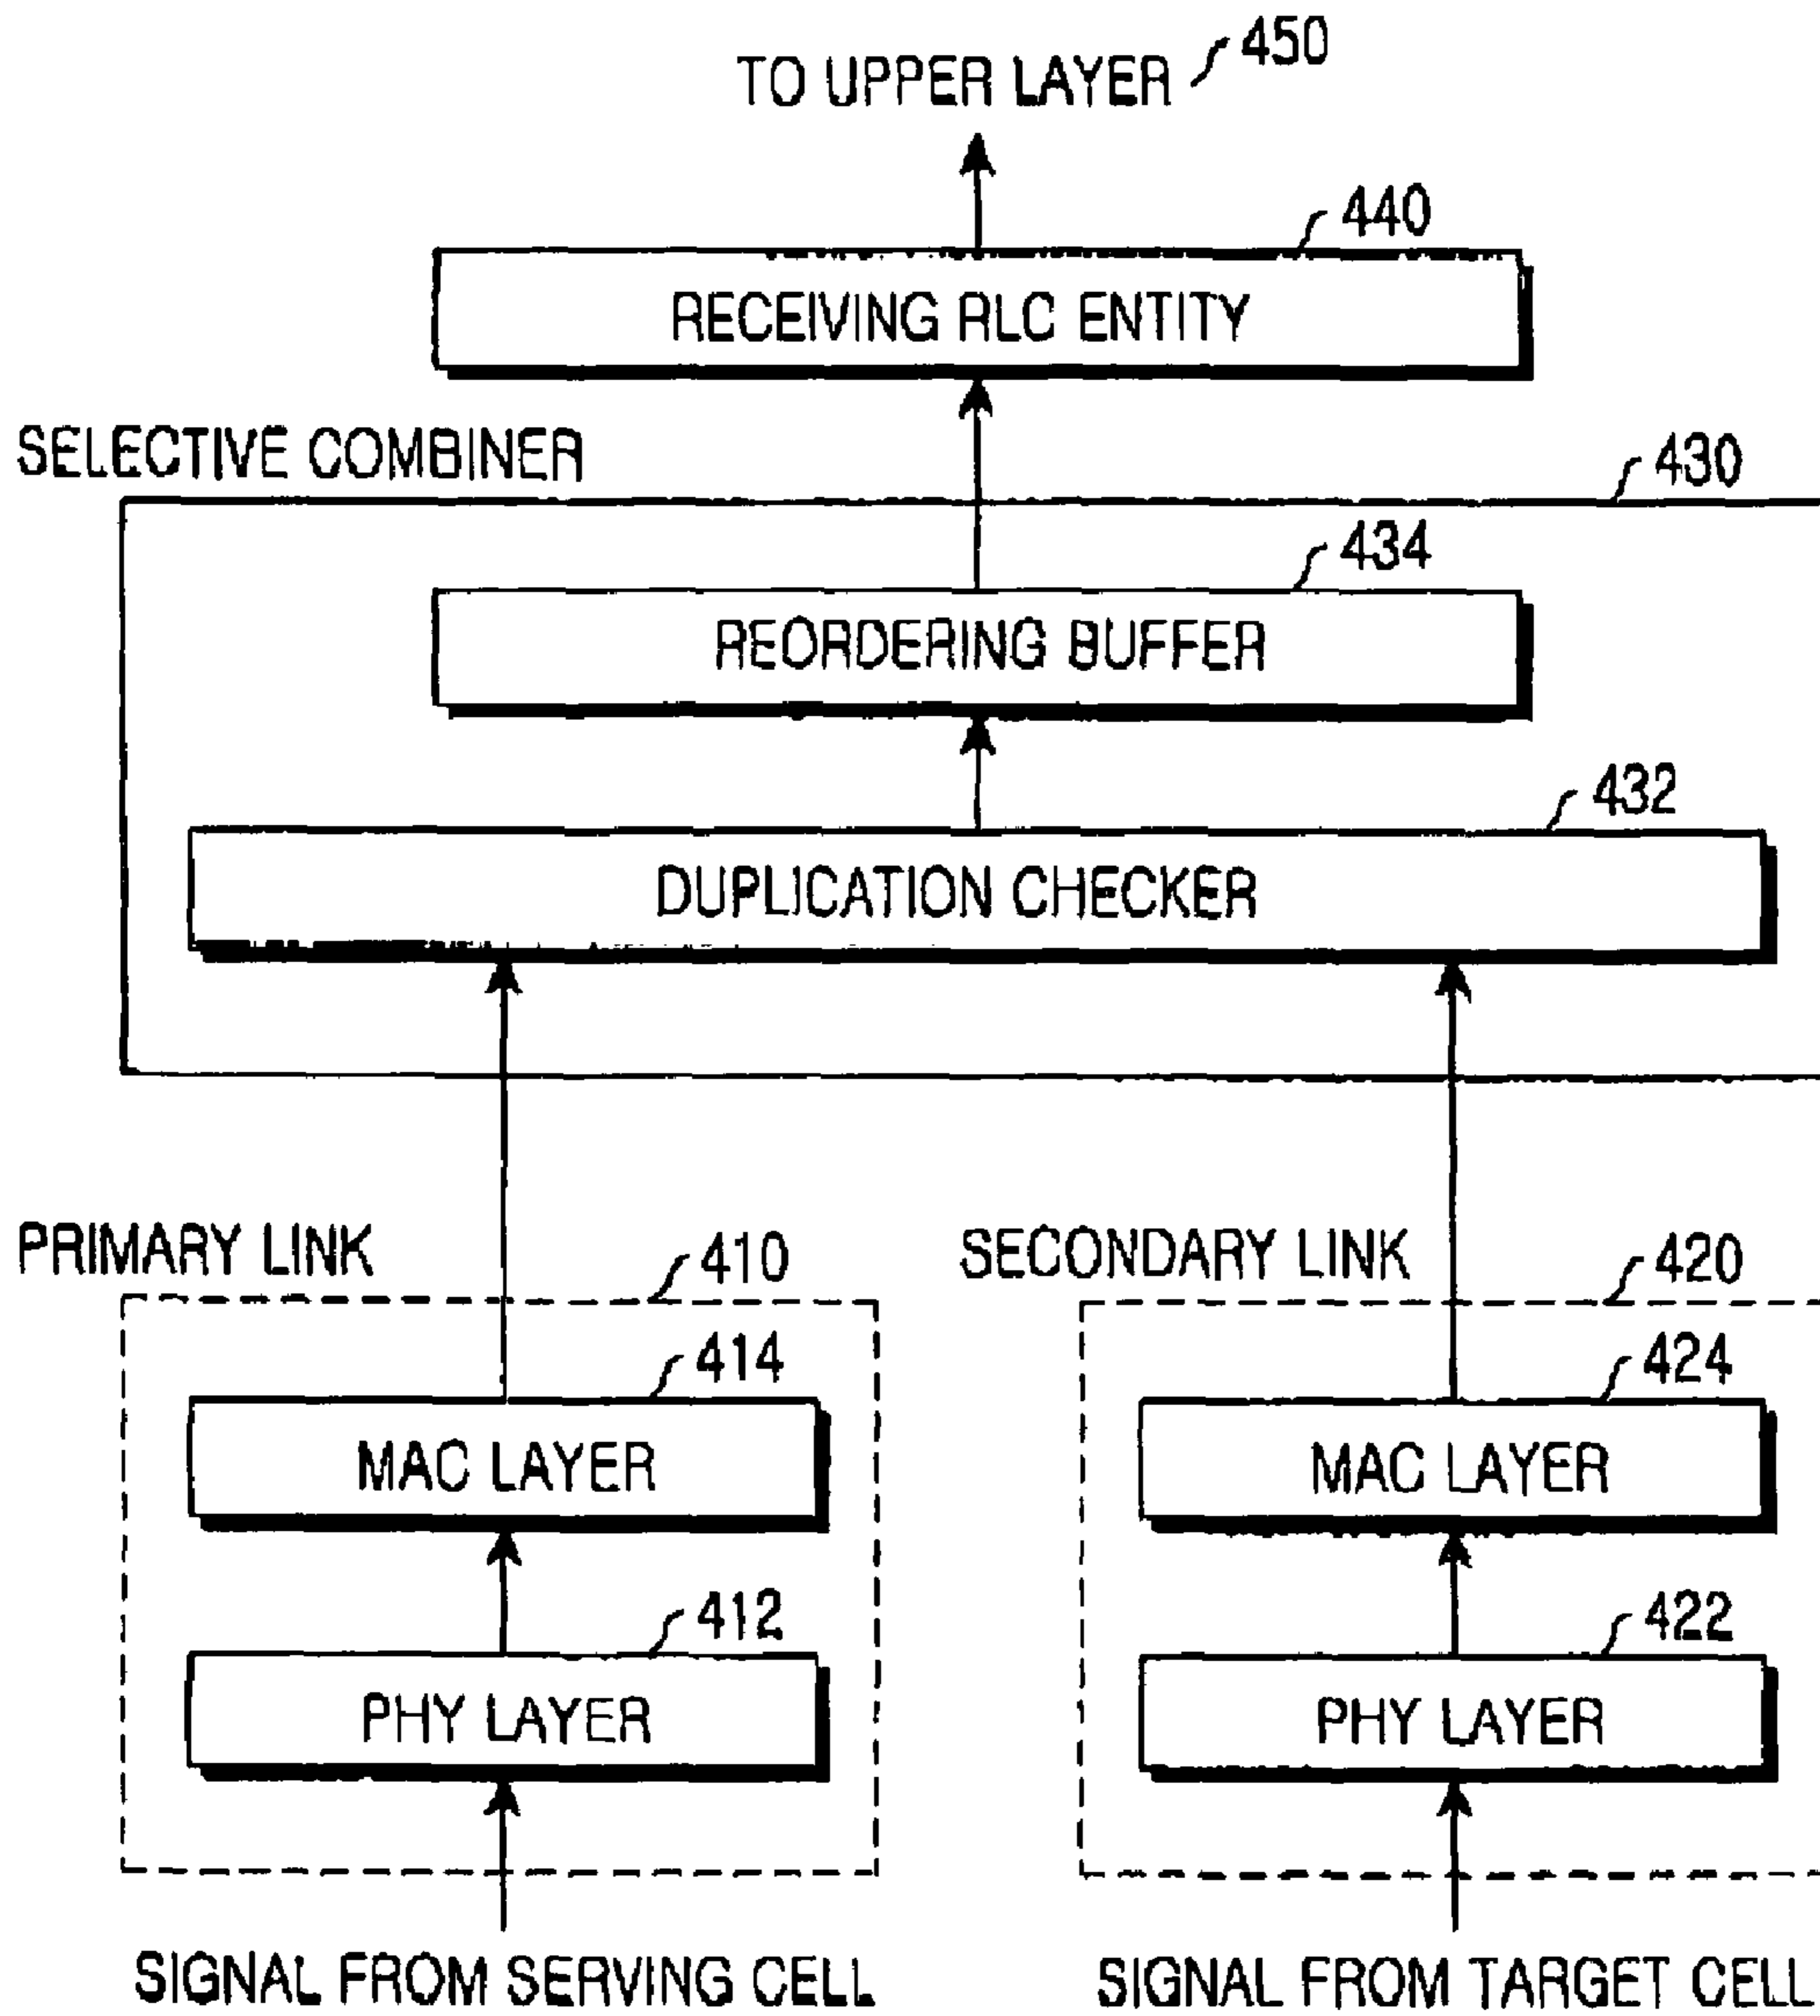 TO UPPER LAYER 450
440
RECEIVING RLC ENTITY
SELECTIVE COMBINER
430
434
REORDERING BUFFER
432
DUPLICATION CHECKER
PRIMARY LINK
410
SECONDARY LINK
420
414
424
MAC LAYER
MAC LAYER
412
422
PHY LAYER
PHY LAYER
SIGNAL FROM SERVING CELL
SIGNAL FROM TARGET CELL